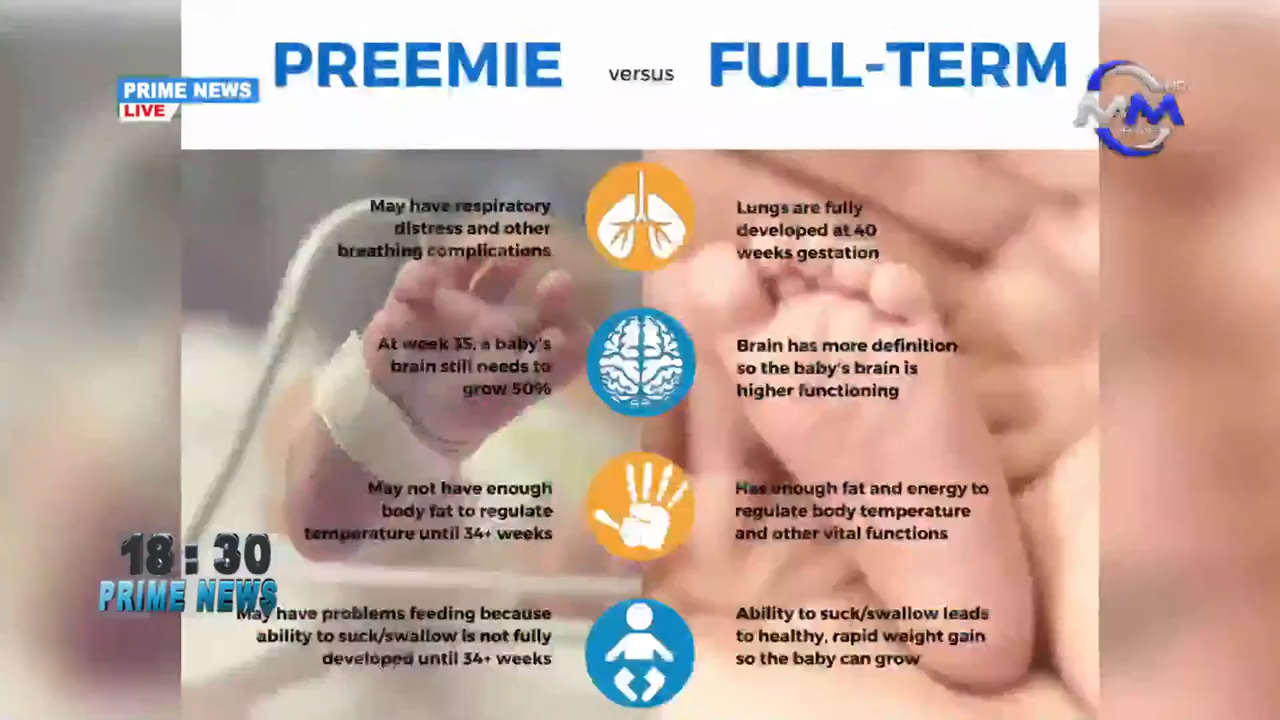 PREEMIE versus FULL-TERM
PRIME NEWS
LIVE
May have respiratory
distress and other
breathing complications
Lungs are fully
developed at 40
weeks gestation
At week 35, a baby's
brain still needs to
grow 50%
Brain has more definition
so the baby's brain is
higher functioning
May not have enough
body fat to regulate
temperature until 34+ weeks
Has enough fat and energy to
regulate body temperature
and other vital functions
18:30
PRIME NEWS
May have problems feeding because
ability to suck/swallow is not fully
developed until 34+ weeks
Ability to suck/swallow leads
to healthy, rapid weight gain
so the baby can grow